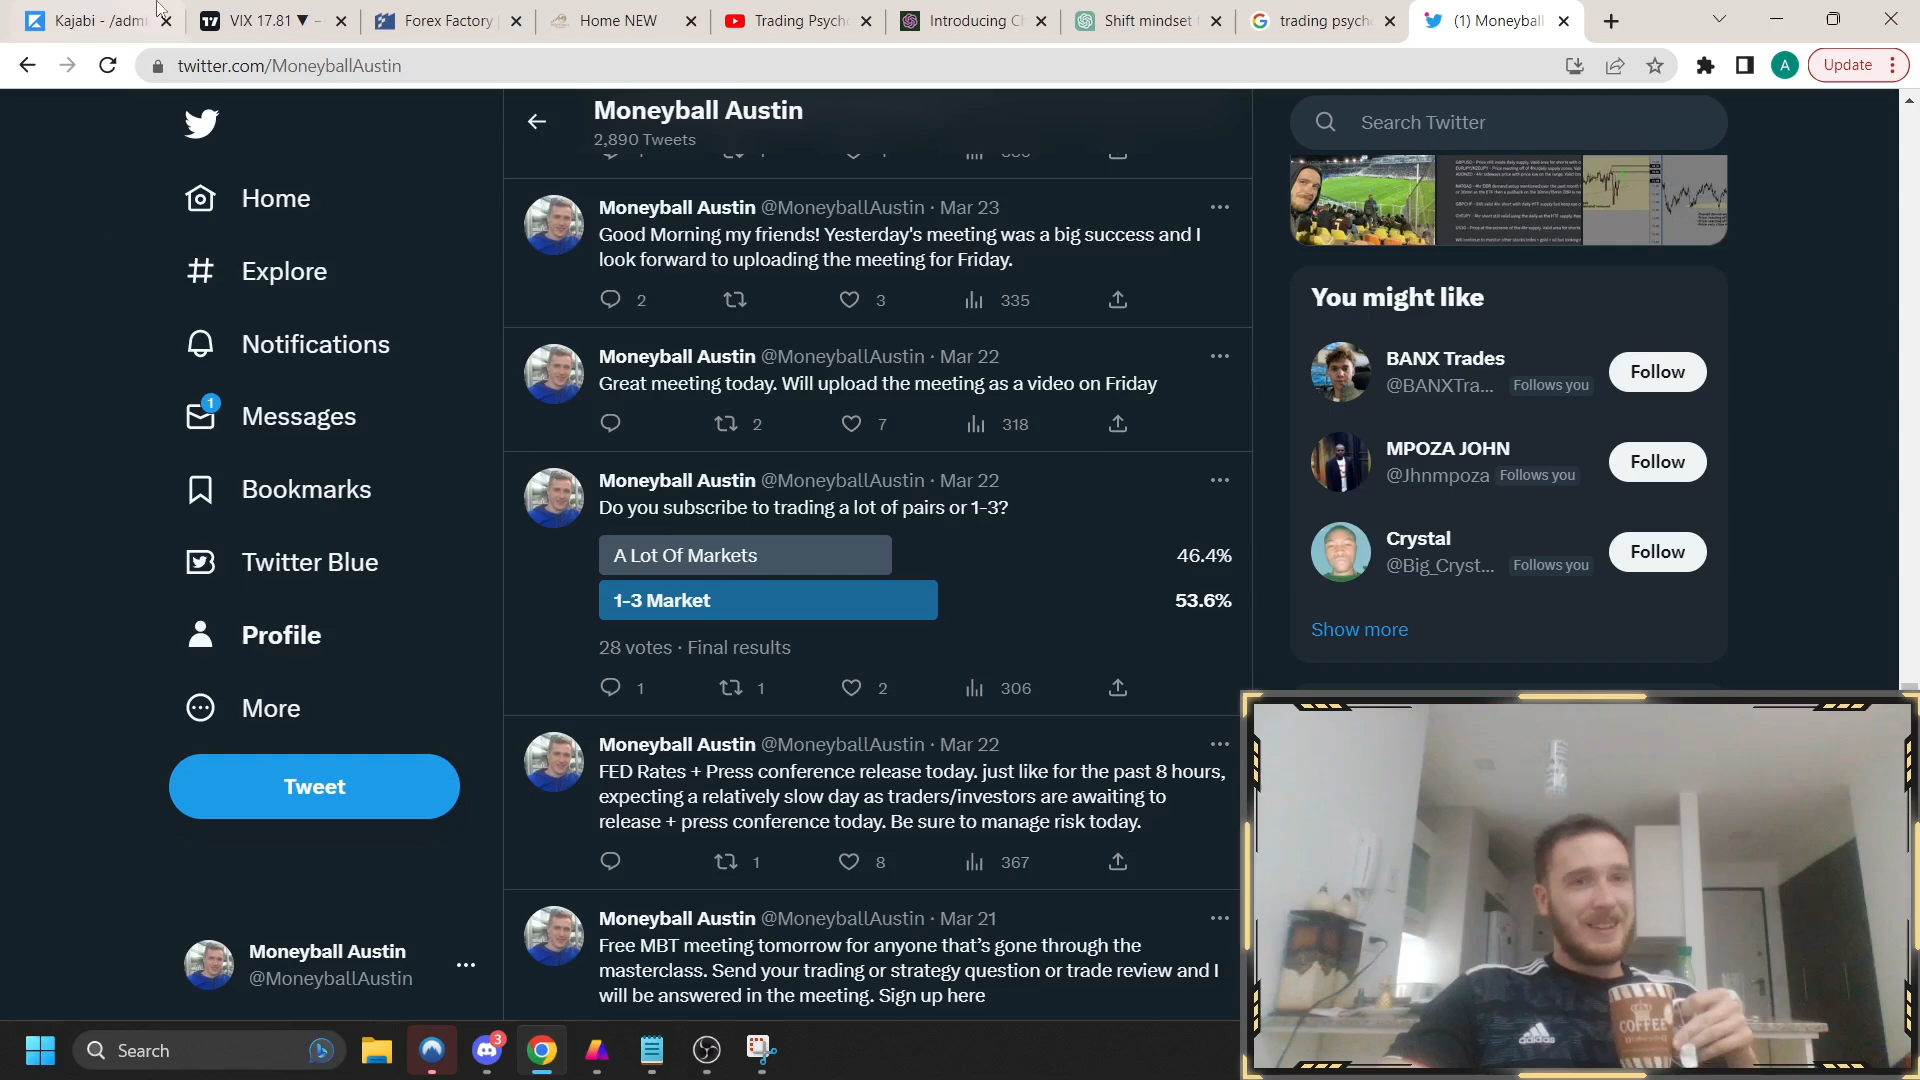 Kajabi - /admi
VIX 17.81 ▼ –
Forex Factory
Home NEW
Trading Psych
Introducing C
Shift mindset
trading psych
(1) Moneyball
twitter.com/MoneyballAustin
A
Update
Home
Explore
Notifications
1
Messages
Bookmarks
Twitter Blue
Profile
More
Tweet
Moneyball Austin
@MoneyballAustin
Moneyball Austin
2,890 Tweets
Moneyball Austin @MoneyballAustin · Mar 23
Good Morning my friends! Yesterday's meeting was a big success and I
look forward to uploading the meeting for Friday.
2 3 335
Moneyball Austin @MoneyballAustin · Mar 22
Great meeting today. Will upload the meeting as a video on Friday
2 7 318
Moneyball Austin @MoneyballAustin · Mar 22
Do you subscribe to trading a lot of pairs or 1-3?
A Lot Of Markets 46.4%
1-3 Market 53.6%
28 votes · Final results
1 1 2 306
Moneyball Austin @MoneyballAustin · Mar 22
FED Rates + Press conference release today. just like for the past 8 hours,
expecting a relatively slow day as traders/investors are awaiting to
release + press conference today. Be sure to manage risk today.
1 8 367
Moneyball Austin @MoneyballAustin · Mar 21
Free MBT meeting tomorrow for anyone that's gone through the
masterclass. Send your trading or strategy question or trade review and I
will be answered in the meeting. Sign up here
Search Twitter
You might like
BANX Trades
@BANXTra... Follows you
Follow
MPOZA JOHN
@Jhnmpoza Follows you
Follow
Crystal
@Big_Cryst... Follows you
Follow
Show more
COFFEE
adidas
Search
3